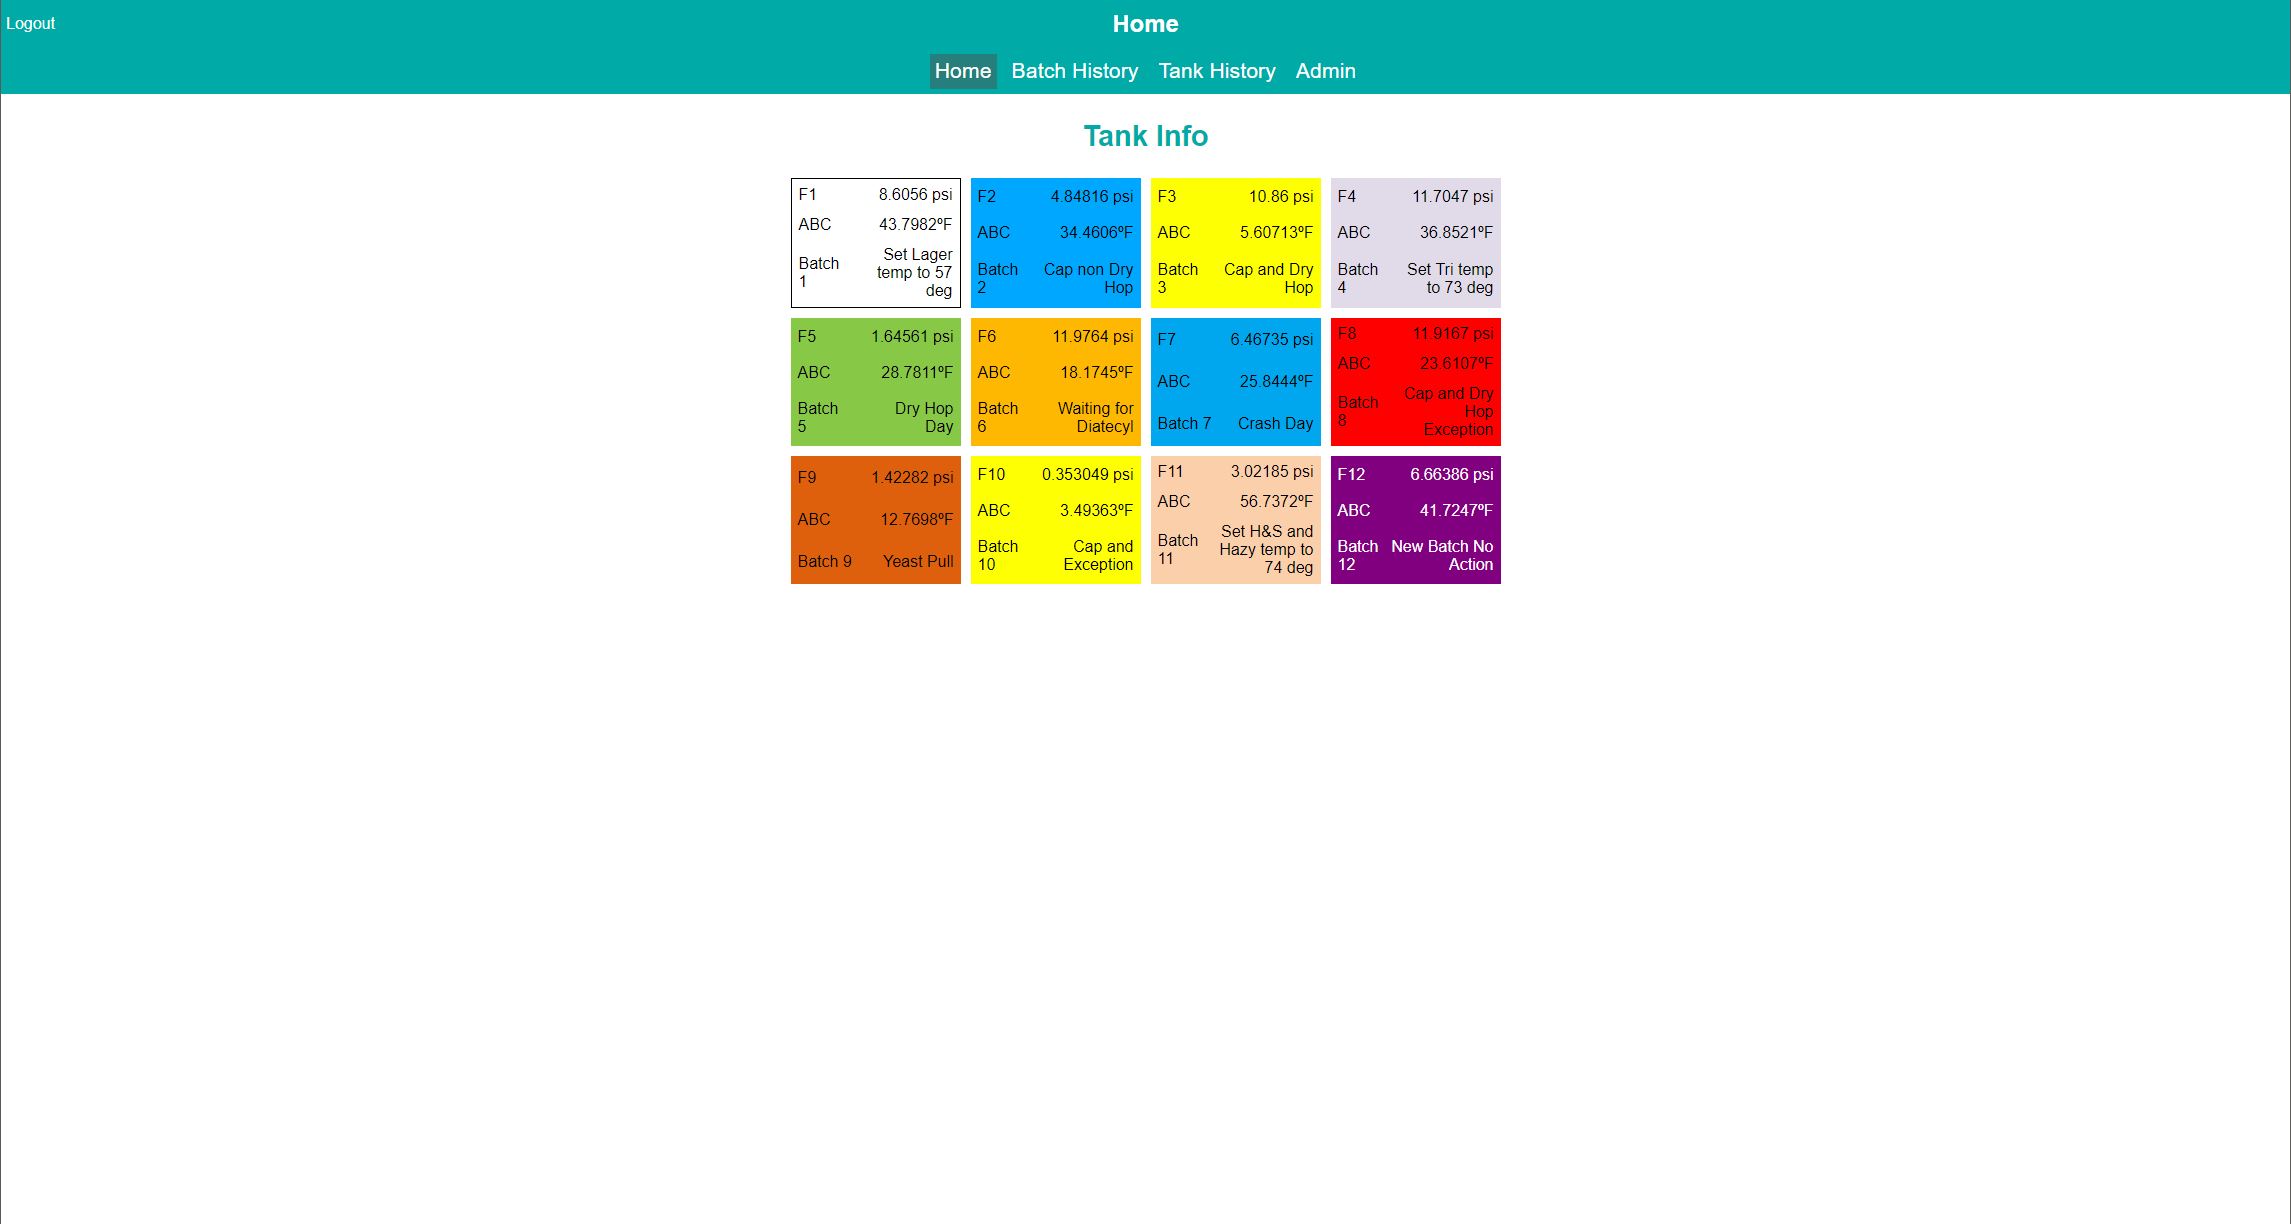 Logout
Home
Home Batch History Tank History Admin
Tank Info
F1 8.6056 psi
ABC 43.7982ºF
Batch 1
Set Lager
temp to 57
deg
F2 4.84816 psi
ABC 34.4606ºF
Batch 2
Cap non Dry
Hop
F3 10.86 psi
ABC 5.60713ºF
Batch 3
Cap and Dry
Hop
F4 11.7047 psi
ABC 36.8521ºF
Batch 4
Set Tri temp
to 73 deg
F5 1.64561 psi
ABC 28.7811ºF
Batch 5
Dry Hop
Day
F6 11.9764 psi
ABC 18.1745ºF
Batch 6
Waiting for
Diatecyl
F7 6.46735 psi
ABC 25.8444ºF
Batch 7 Crash Day
F8 11.9167 psi
ABC 23.6107ºF
Batch 8
Cap and Dry
Hop
Exception
F9 1.42282 psi
ABC 12.7698ºF
Batch 9 Yeast Pull
F10 0.353049 psi
ABC 3.49363ºF
Batch 10
Cap and
Exception
F11 3.02185 psi
ABC 56.7372ºF
Batch 11
Set H&S and
Hazy temp to
74 deg
F12 6.66386 psi
ABC 41.7247ºF
Batch 12
New Batch No
Action